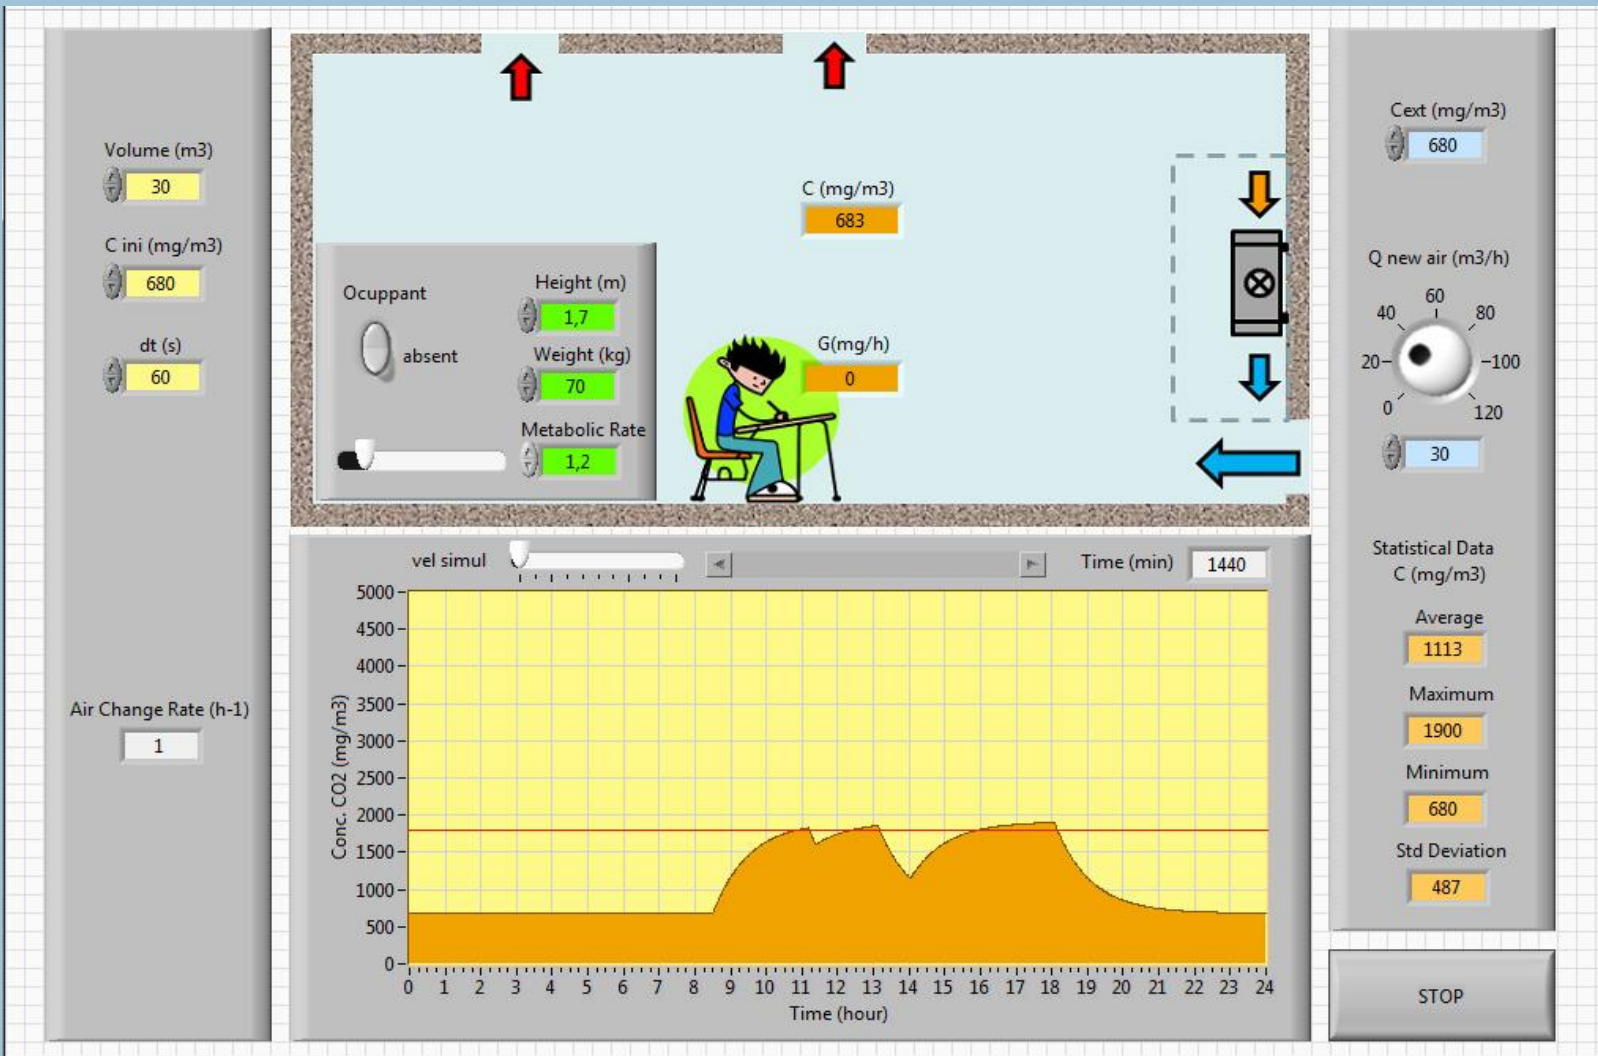 Volume (m3)
30
C ini (mg/m3)
680
dt (s)
60
Air Change Rate (h-1)
1
C (mg/m3)
683
Ocuppant
absent
Height (m)
1,7
Weight (kg)
70
Metabolic Rate
1,2
G(mg/h)
0
Cext (mg/m3)
680
Q new air (m3/h)
0 20 40 60 80 100 120
30
Statistical Data
C (mg/m3)
Average
1113
Maximum
1900
Minimum
680
Std Deviation
487
STOP
vel simul
Time (min) 1440
Conc. CO2 (mg/m3)
5000
4500
4000
3500
3000
2500
2000
1500
1000
500
0
0 1 2 3 4 5 6 7 8 9 10 11 12 13 14 15 16 17 18 19 20 21 22 23 24
Time (hour)